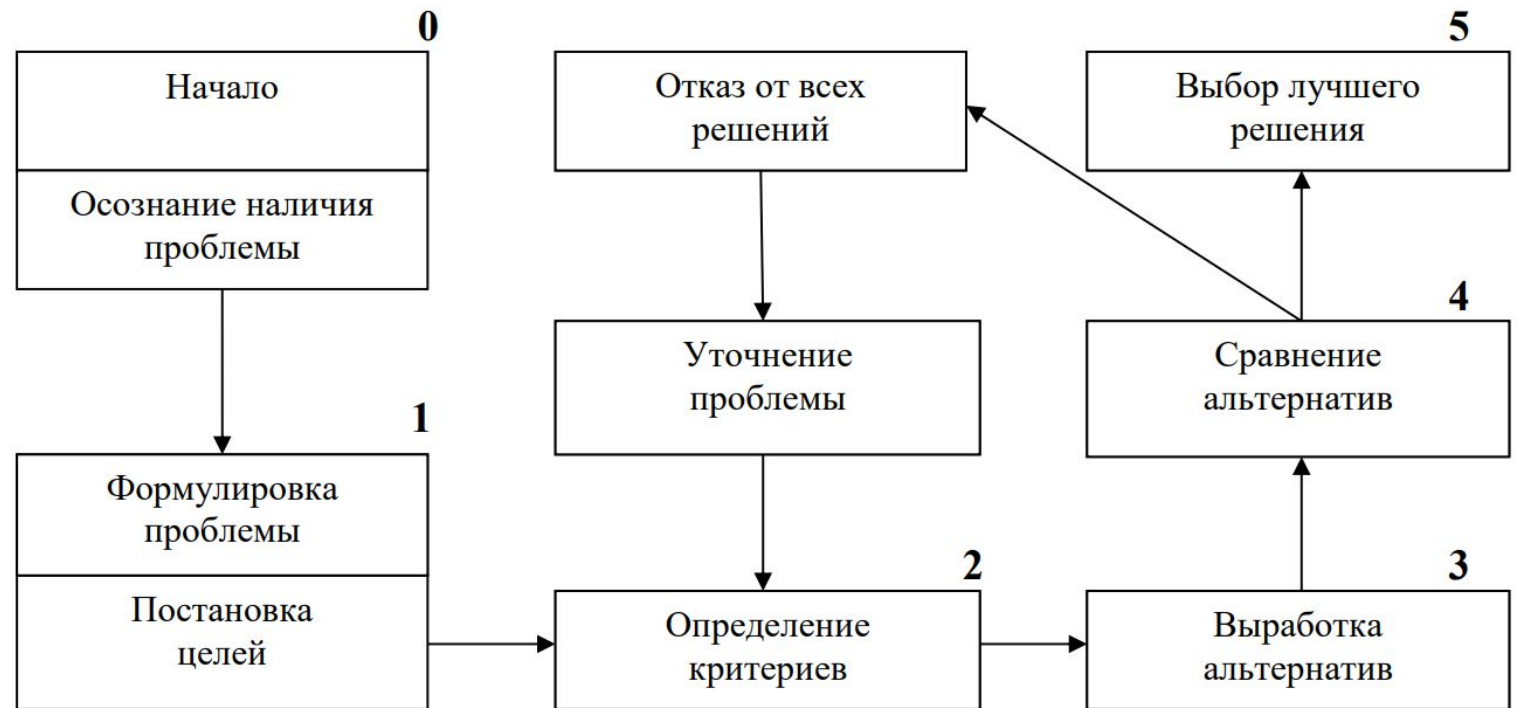 0
Начало
Осознание наличия
проблемы
1
Формулировка
проблемы
Постановка
целей
Отказ от всех
решений
Уточнение
проблемы
2
Определение
критериев
5
Выбор лучшего
решения
4
Сравнение
альтернатив
3
Выработка
альтернатив